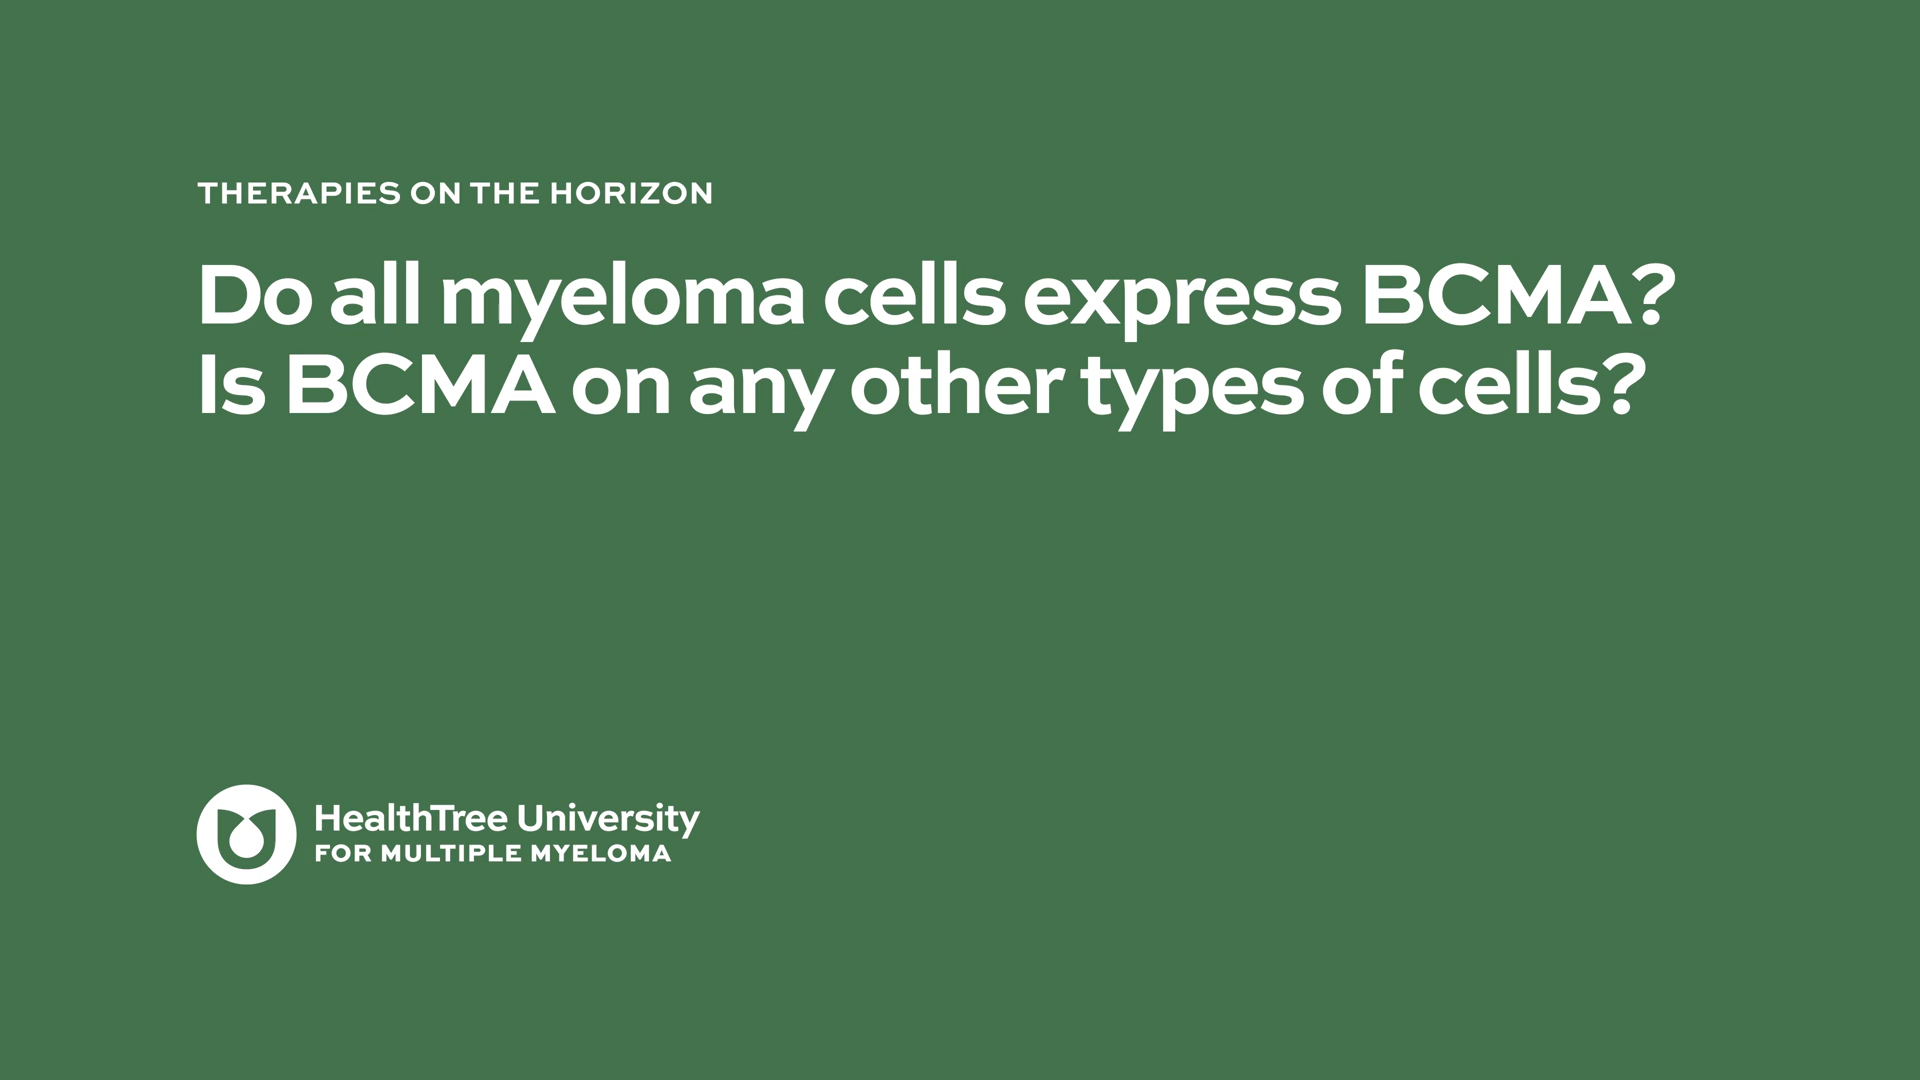 THERAPIES ON THE HORIZON
Do all myeloma cells express BCMA?
Is BCMA on any other types of cells?
HealthTree University
FOR MULTIPLE MYELOMA